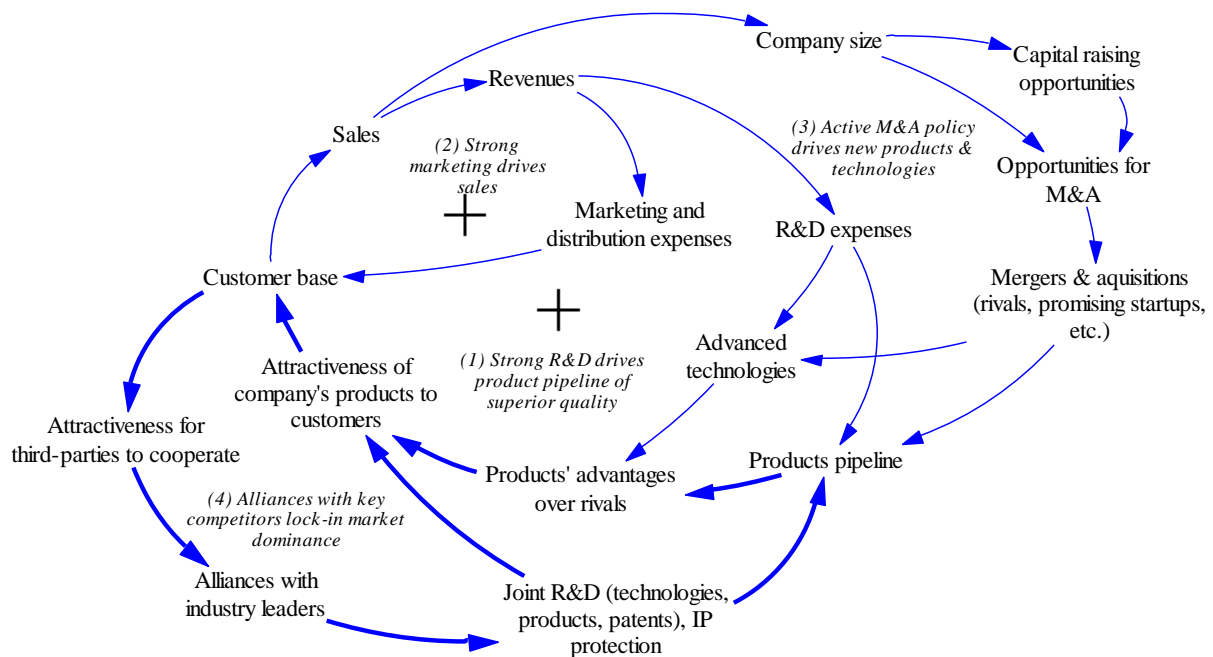 Company size
Capital raising
opportunities
Revenues
Sales
(2) Strong
marketing drives
sales
(3) Active M&A policy
drives new products &
technologies
Opportunities for
M&A
Marketing and
distribution expenses
R&D expenses
Customer base
Mergers & aquisitions
(rivals, promising startups,
etc.)
Advanced
technologies
(1) Strong R&D drives
product pipeline of
superior quality
Attractiveness of
company's products to
customers
Attractiveness for
third-parties to cooperate
Products' advantages
over rivals
Products pipeline
(4) Alliances with key
competitors lock-in market
dominance
Alliances with
industry leaders
Joint R&D (technologies,
products, patents), IP
protection